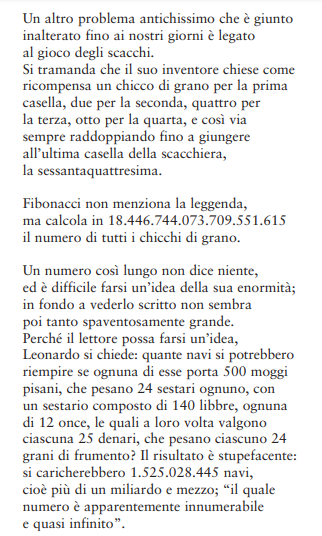 Un altro problema antichissimo che è giunto
inalterato fino ai nostri giorni è legato
al gioco degli scacchi.
Si tramanda che il suo inventore chiese come
ricompensa un chicco di grano per la prima
casella, due per la seconda, quattro per
la terza, otto per la quarta, e così via
sempre raddoppiando fino a giungere
all'ultima casella della scacchiera,
la sessantaquattresima.

Fibonacci non menziona la leggenda,
ma calcola in 18.446.744.073.709.551.615
il numero di tutti i chicchi di grano.

Un numero così lungo non dice niente,
ed è difficile farsi un'idea della sua enormità;
in fondo a vederlo scritto non sembra
poi tanto spaventosamente grande.
Perché il lettore possa farsi un'idea,
Leonardo si chiede: quante navi si potrebbero
riempire se ognuna di esse porta 500 moggi
pisani, che pesano 24 sestari ognuno, con
un sestario composto di 140 libbre, ognuna
di 12 once, le quali a loro volta valgono
ciascuna 25 denari, che pesano ciascuno 24
grani di frumento? Il risultato è stupefacente:
si caricherebbero 1.525.028.445 navi,
cioè più di un miliardo e mezzo; “il quale
numero è apparentemente innumerabile
e quasi infinito”.